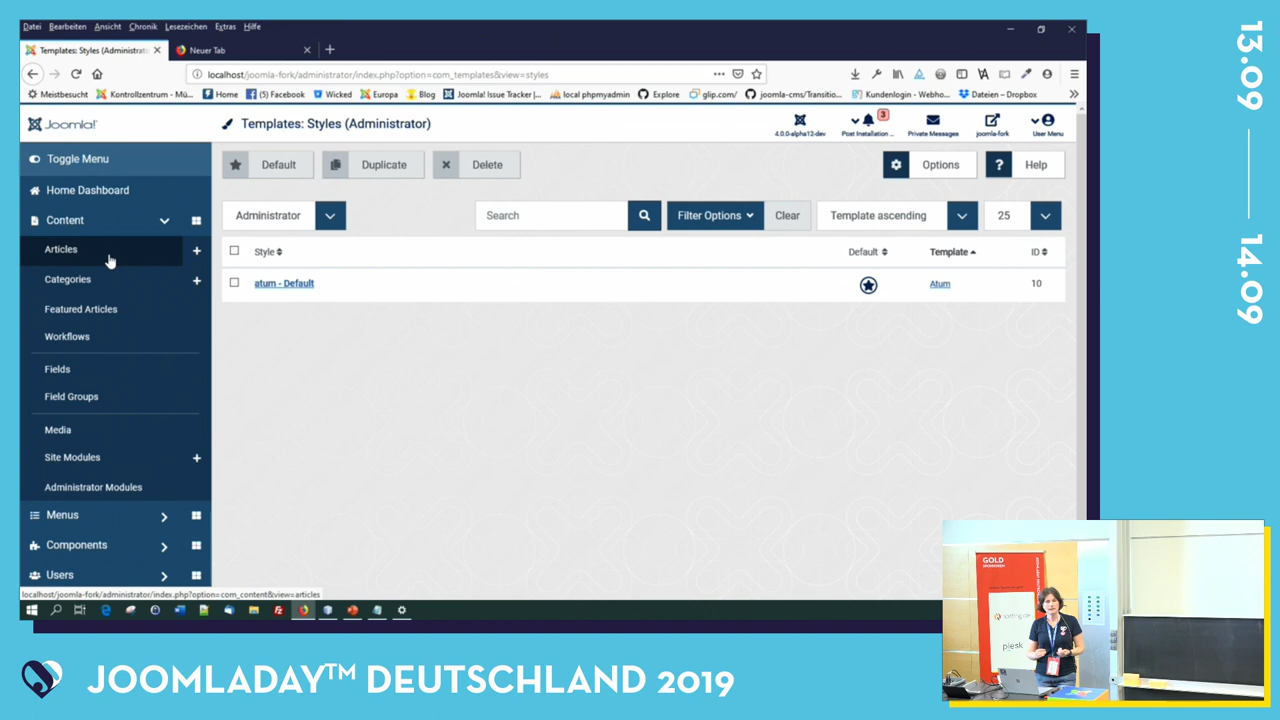 Datei Bearbeiten Ansicht Chronik Lesezeichen Extras Hilfe
Templates: Styles (Administrat
Neuer Tab
localhost/joomla-fork/administrator/index.php?option=com_templates&view=styles
Meistbesucht Kontrollzentrum - Mü... Home (5) Facebook Wicked Europa Blog Joomla! Issue Tracker |... local phpmyadmin Explore glip.com/ joomla-cms/Transitio... Kundenlogin - Webho... Dateien – Dropbox
Joomla!
Templates: Styles (Administrator)
4.0.0-alpha12-dev
3
Post Installation ...
Private Messages
joomla-fork
User Menu
Toggle Menu
Default
Duplicate
Delete
Options
? Help
Home Dashboard
Content
Administrator
Search
Filter Options
Clear
Template ascending
25
Articles
Style
Default
Template
ID
Categories
atum - Default
Atum
10
Featured Articles
Workflows
Fields
Field Groups
Media
Site Modules
Administrator Modules
Menus
Components
Users
localhost/joomla-fork/administrator/index.php?option=com_content&view=articles
13.09
14.09
GOLD
SPONSOREN
plesk
JOOMLADAY™ DEUTSCHLAND 2019